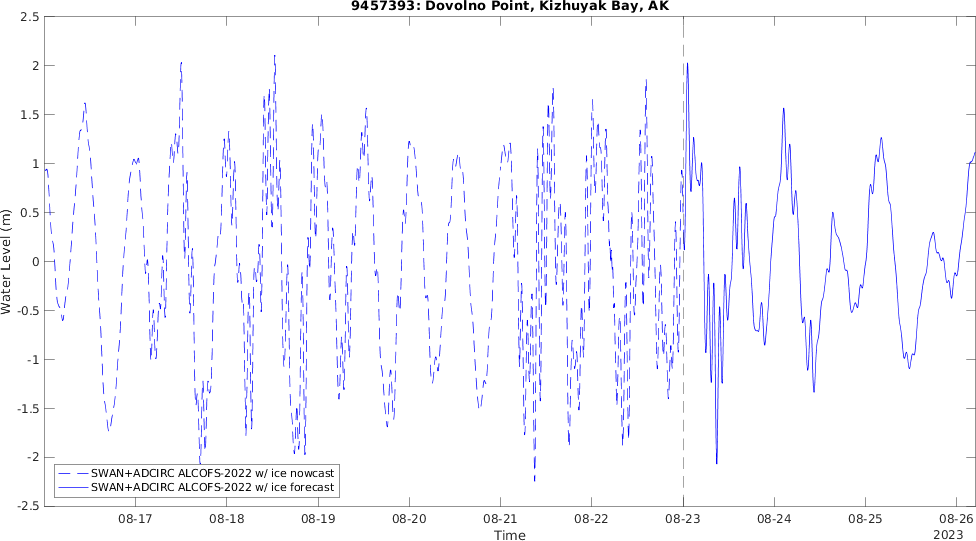 9457393: Dovolno Point, Kizhuyak Bay, AK
2.5
2
1.5
1
0.5
0
-0.5
-1
-1.5
-2
-2.5
Water Level (m)
SWAN+ADCIRC ALCOFS-2022 w/ ice nowcast
SWAN+ADCIRC ALCOFS-2022 w/ ice forecast
08-17 08-18 08-19 08-20 08-21 08-22 08-23 08-24 08-25 08-26
Time
2023